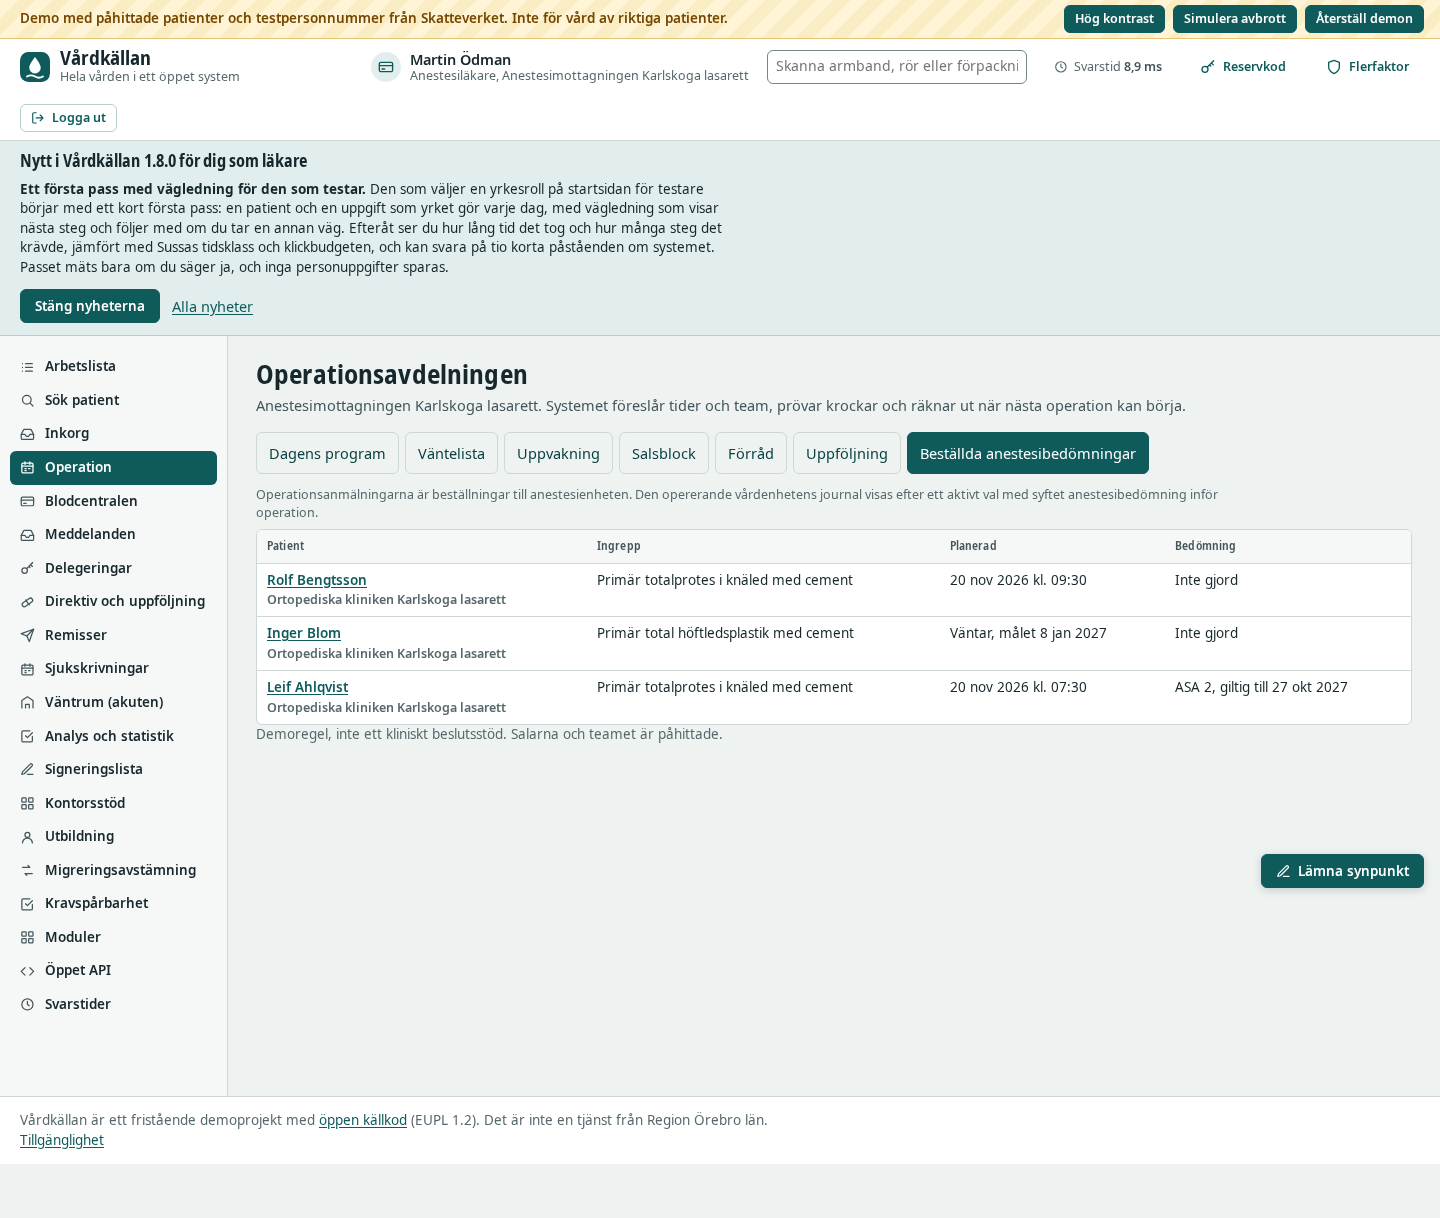 Demo med påhittade patienter och testpersonnummer från Skatteverket. Inte för vård av riktiga patienter.
Hög kontrast
Simulera avbrott
Återställ demon
Vårdkällan
Hela vården i ett öppet system
Martin Ödman
Anestesiläkare, Anestesimottagningen Karlskoga lasarett
Skanna armband, rör eller förpackni
Svarstid 8,9 ms
Reservkod
Flerfaktor
Logga ut
Nytt i Vårdkällan 1.8.0 för dig som läkare
Ett första pass med vägledning för den som testar. Den som väljer en yrkesroll på startsidan för testare
börjar med ett kort första pass: en patient och en uppgift som yrket gör varje dag, med vägledning som visar
nästa steg och följer med om du tar en annan väg. Efteråt ser du hur lång tid det tog och hur många steg det
krävde, jämfört med Sussas tidsklass och klickbudgeten, och kan svara på tio korta påståenden om systemet.
Passet mäts bara om du säger ja, och inga personuppgifter sparas.
Stäng nyheterna
Alla nyheter
Arbetslista
Sök patient
Inkorg
Operation
Blodcentralen
Meddelanden
Delegeringar
Direktiv och uppföljning
Remisser
Sjukskrivningar
Väntrum (akuten)
Analys och statistik
Signeringslista
Kontorsstöd
Utbildning
Migreringsavstämning
Kravspårbarhet
Moduler
Öppet API
Svarstider
Operationsavdelningen
Anestesimottagningen Karlskoga lasarett. Systemet föreslår tider och team, prövar krockar och räknar ut när nästa operation kan börja.
Dagens program
Väntelista
Uppvakning
Salsblock
Förråd
Uppföljning
Beställda anestesibedömningar
Operationsanmälningarna är beställningar till anestesienheten. Den opererande vårdenhetens journal visas efter ett aktivt val med syftet anestesibedömning inför
operation.
Patient Ingrepp Planerad Bedömning
Rolf Bengtsson Primär totalprotes i knäled med cement 20 nov 2026 kl. 09:30 Inte gjord
Ortopediska kliniken Karlskoga lasarett
Inger Blom Primär total höftledsplastik med cement Väntar, målet 8 jan 2027 Inte gjord
Ortopediska kliniken Karlskoga lasarett
Leif Ahlqvist Primär totalprotes i knäled med cement 20 nov 2026 kl. 07:30 ASA 2, giltig till 27 okt 2027
Ortopediska kliniken Karlskoga lasarett
Demoregel, inte ett kliniskt beslutsstöd. Salarna och teamet är påhittade.
Lämna synpunkt
Vårdkällan är ett fristående demoprojekt med öppen källkod (EUPL 1.2). Det är inte en tjänst från Region Örebro län.
Tillgänglighet